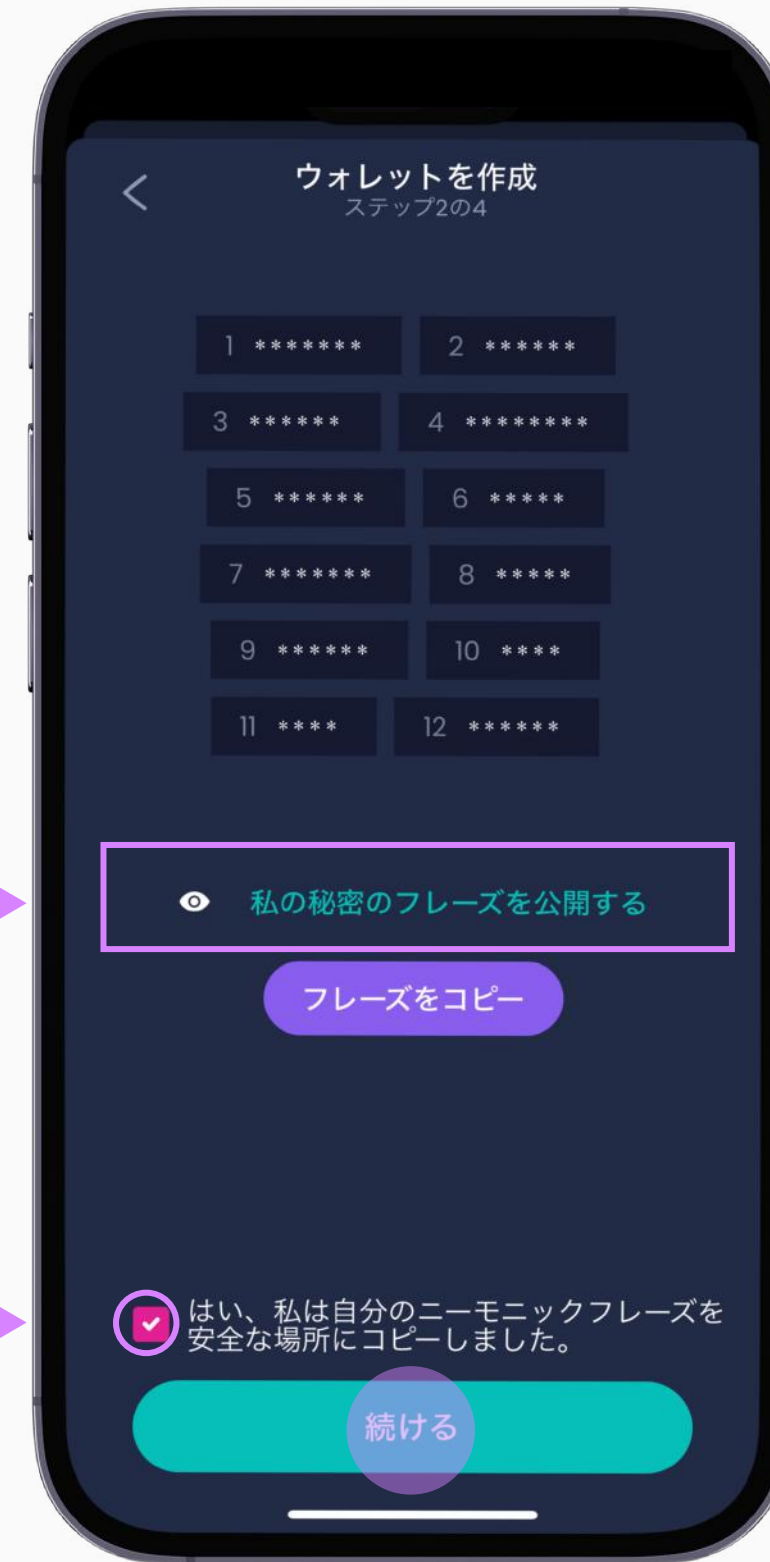 ウォレットを作成
ステップ2の4
1 ******* 2 ******
3 ****** 4 ********
5 ****** 6 *****
7 ******* 8 *****
9 ****** 10 ****
11 **** 12 ******
私の秘密のフレーズを公開する
フレーズをコピー
はい、私は自分のニーモニックフレーズを
安全な場所にコピーしました。
続ける